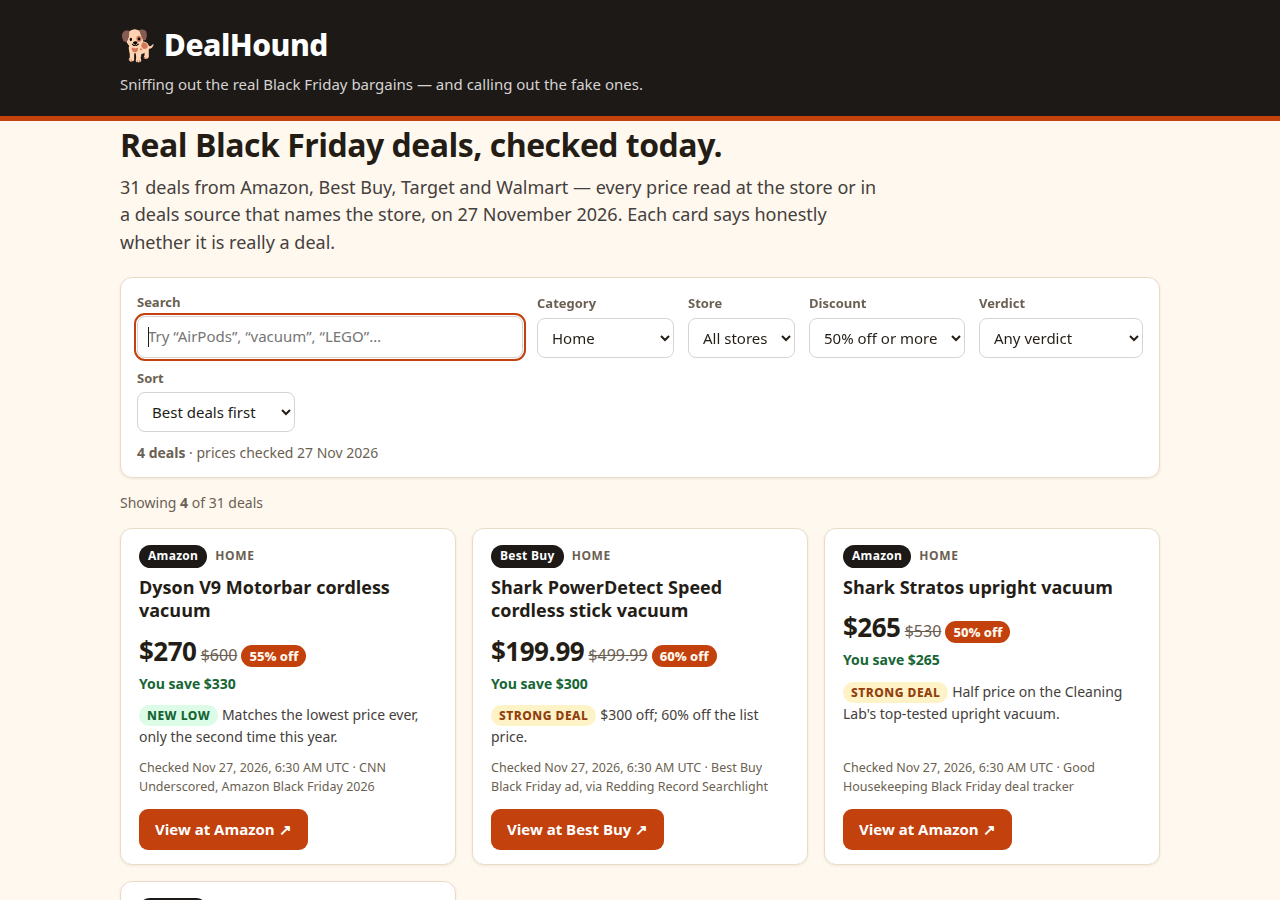 DealHound
Sniffing out the real Black Friday bargains — and calling out the fake ones.
Real Black Friday deals, checked today.
31 deals from Amazon, Best Buy, Target and Walmart — every price read at the store or in
a deals source that names the store, on 27 November 2026. Each card says honestly
whether it is really a deal.
Search
Category
Store
Discount
Verdict
Try “AirPods”, “vacuum”, “LEGO”…
Home
All stores
50% off or more
Any verdict
Sort
Best deals first
4 deals · prices checked 27 Nov 2026
Showing 4 of 31 deals
Amazon HOME
Dyson V9 Motorbar cordless
vacuum
$270 $600 55% off
You save $330
NEW LOW Matches the lowest price ever,
only the second time this year.
Checked Nov 27, 2026, 6:30 AM UTC · CNN
Underscored, Amazon Black Friday 2026
View at Amazon ↗
Best Buy HOME
Shark PowerDetect Speed
cordless stick vacuum
$199.99 $499.99 60% off
You save $300
STRONG DEAL $300 off; 60% off the list
price.
Checked Nov 27, 2026, 6:30 AM UTC · Best Buy
Black Friday ad, via Redding Record Searchlight
View at Best Buy ↗
Amazon HOME
Shark Stratos upright vacuum
$265 $530 50% off
You save $265
STRONG DEAL Half price on the Cleaning
Lab's top-tested upright vacuum.
Checked Nov 27, 2026, 6:30 AM UTC · Good
Housekeeping Black Friday deal tracker
View at Amazon ↗